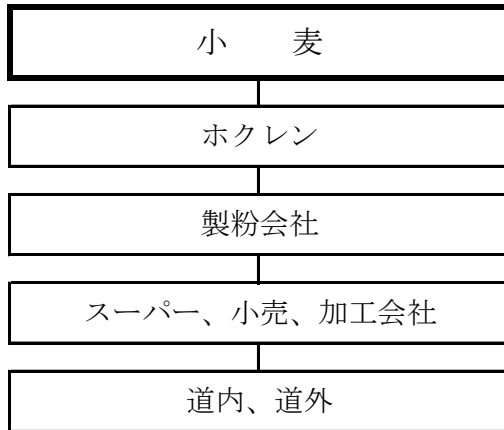 小　　麦
ホクレン
製粉会社
スーパー、小売、加工会社
道内、道外